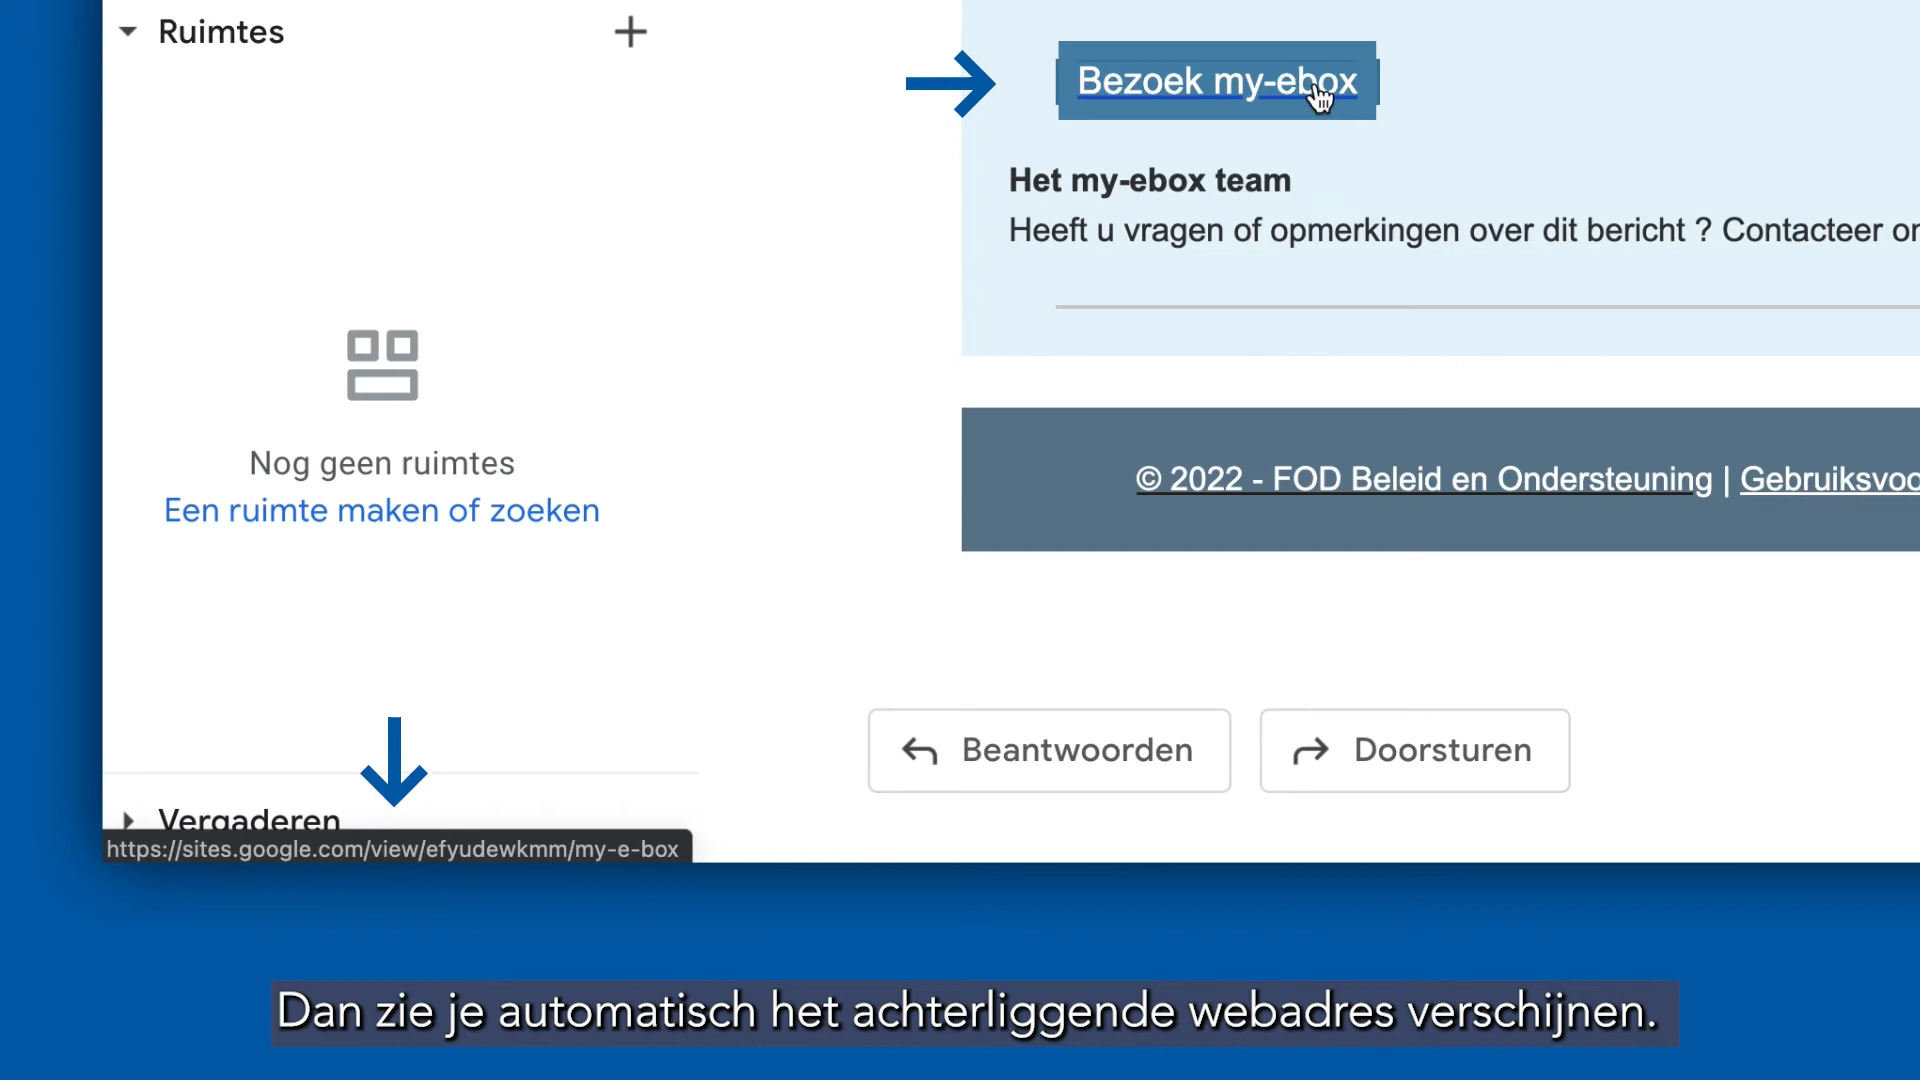 Ruimtes
Bezoek my-ebox
Het my-ebox team
Heeft u vragen of opmerkingen over dit bericht ? Contacteer
© 2022 - FOD Beleid en Ondersteuning | Gebruiksvoo
Nog geen ruimtes
Een ruimte maken of zoeken
Beantwoorden
Doorsturen
Vergaderen
https://sites.google.com/view/efyudewkmm/my-e-box
Dan zie je automatisch het achterliggende webadres verschijnen.